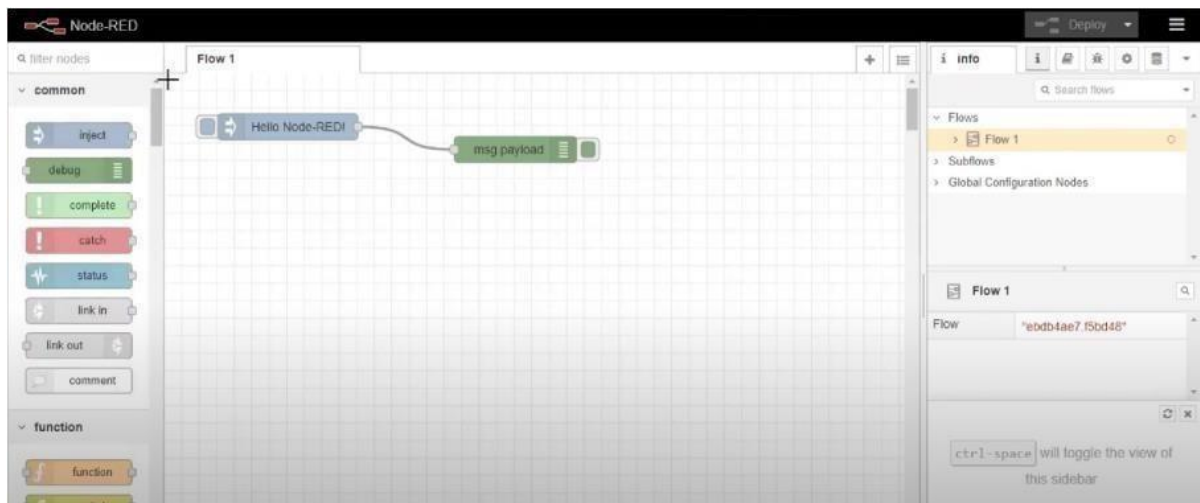 Node-RED
Deploy
filter nodes
Flow 1
info
i
Search flows
common
Flows
inject
Hello Node-RED!
Flow 1
debug
msg payload
Subflows
Global Configuration Nodes
complete
catch
status
link in
Flow 1
link out
Flow
"ebdb4ae7.f5bd48"
comment
function
ctrl-space will toggle the view of
this sidebar
function